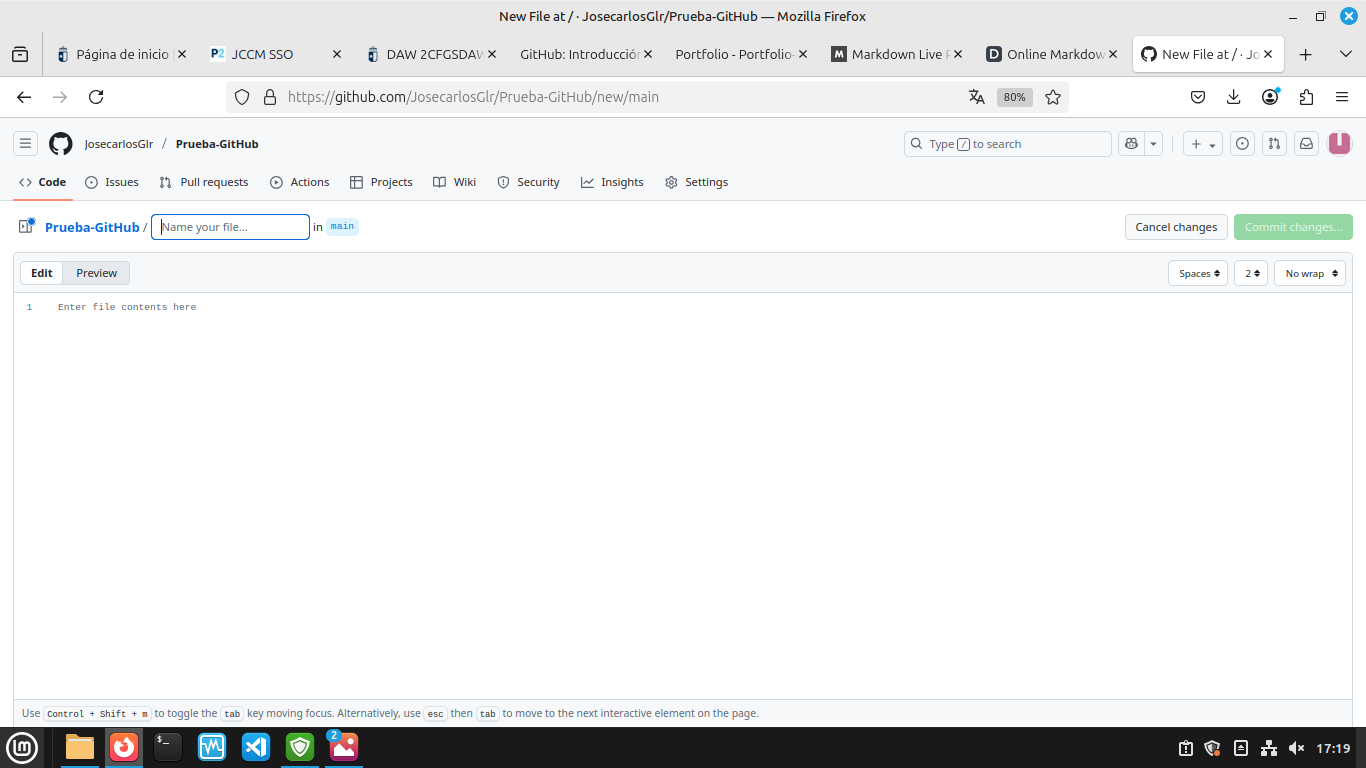 New File at / · JosecarlosGlr/Prueba-GitHub — Mozilla Firefox
Página de inicio
P2 JCCM SSO
DAW 2CFGSDAW
GitHub: Introducción
Portfolio - Portfolio-
M Markdown Live P
D Online Markdow
New File at / · Jo
https://github.com/JosecarlosGlr/Prueba-GitHub/new/main
80%
JosecarlosGlr / Prueba-GitHub
Type / to search
Code
Issues
Pull requests
Actions
Projects
Wiki
Security
Insights
Settings
Prueba-GitHub / Name your file... in main
Cancel changes
Commit changes...
Edit
Preview
Spaces
2
No wrap
1 Enter file contents here
Use Control + Shift + m to toggle the tab key moving focus. Alternatively, use esc then tab to move to the next interactive element on the page.
2
17:19